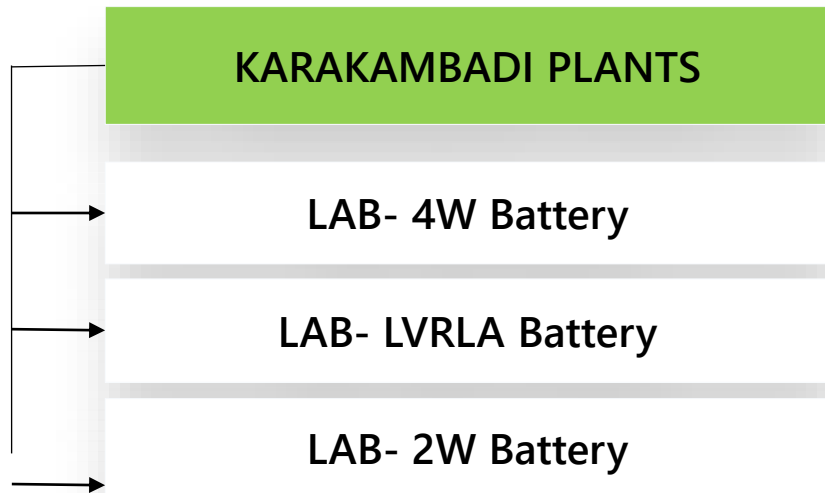 KARAKAMBADI PLANTS
LAB- 4W Battery
LAB- LVRLA Battery
LAB- 2W Battery